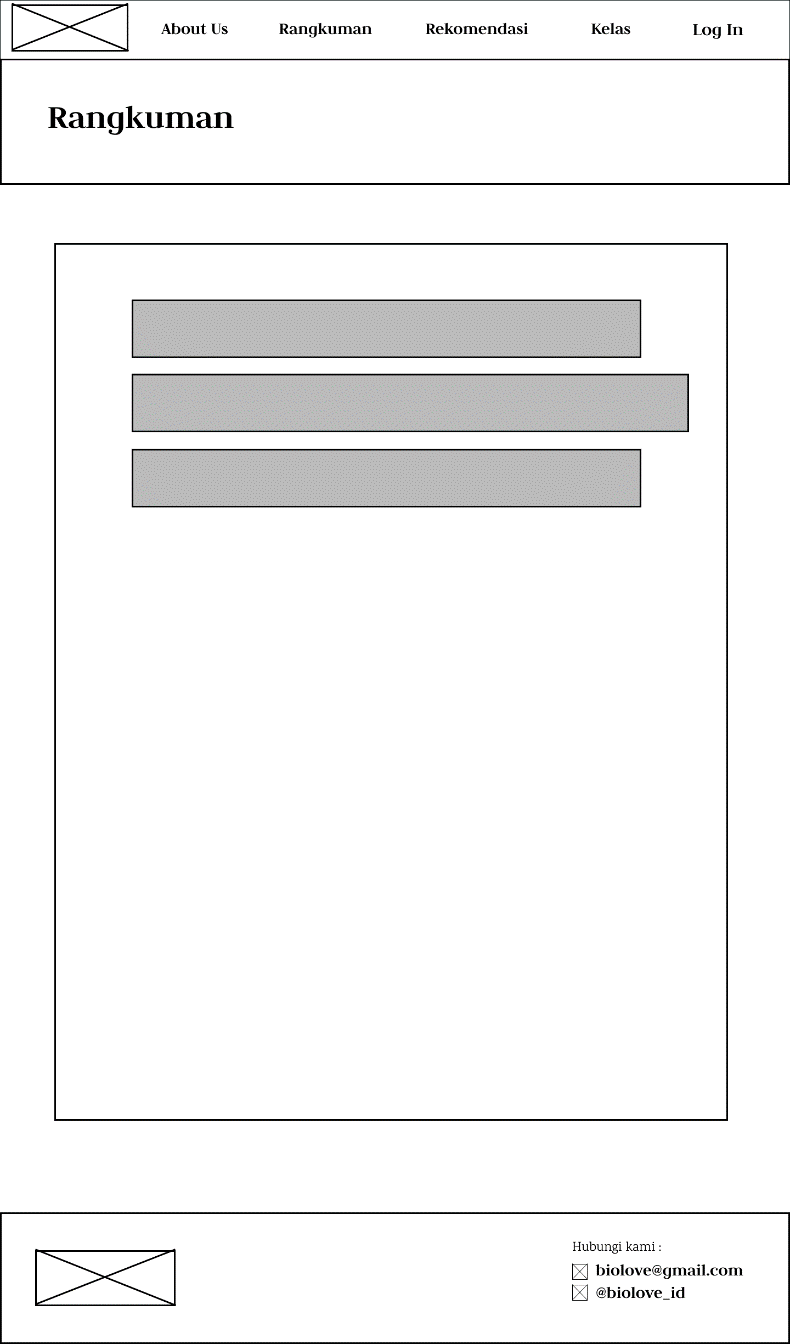 About Us Rangkuman Rekomendasi Kelas Log In
Rangkuman
Hubungi kami :
biolove@gmail.com
@biolove_id